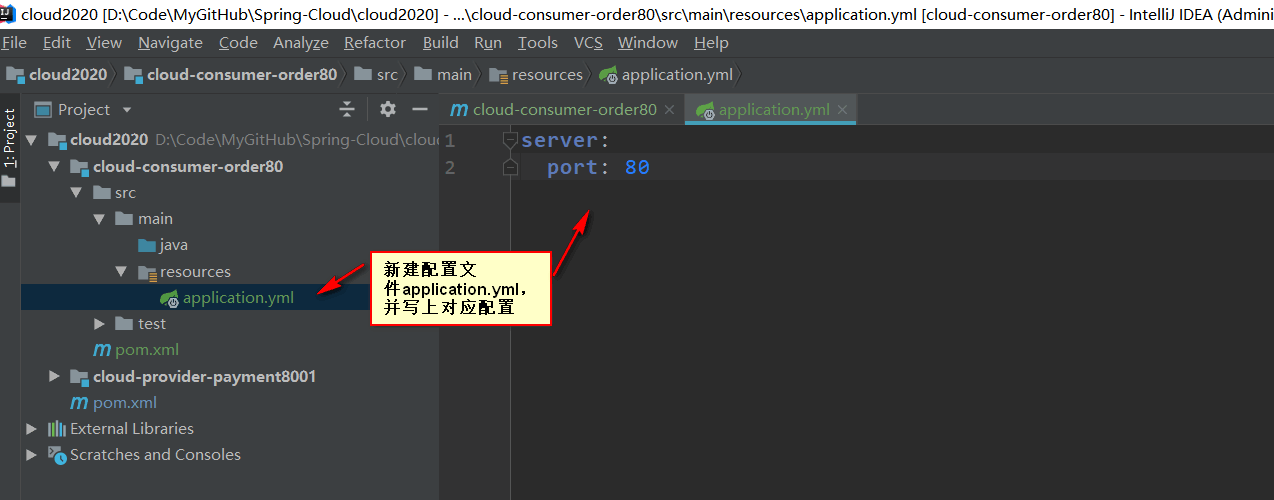 cloud2020 [D:\Code\MyGitHub\Spring-Cloud\cloud2020] - ...\cloud-consumer-order80\src\main\resources\application.yml [cloud-consumer-order80] - IntelliJ IDEA (Admini
File Edit View Navigate Code Analyze Refactor Build Run Tools VCS Window Help
cloud2020 cloud-consumer-order80 src main resources application.yml
1: Project
Project
cloud-consumer-order80 application.yml
cloud2020 D:\Code\MyGitHub\Spring-Cloud\cloud
cloud-consumer-order80
src
main
java
resources
application.yml
test
pom.xml
cloud-provider-payment8001
pom.xml
External Libraries
Scratches and Consoles
1 server:
2 port: 80
新建配置文
件application.yml，
并写上对应配置